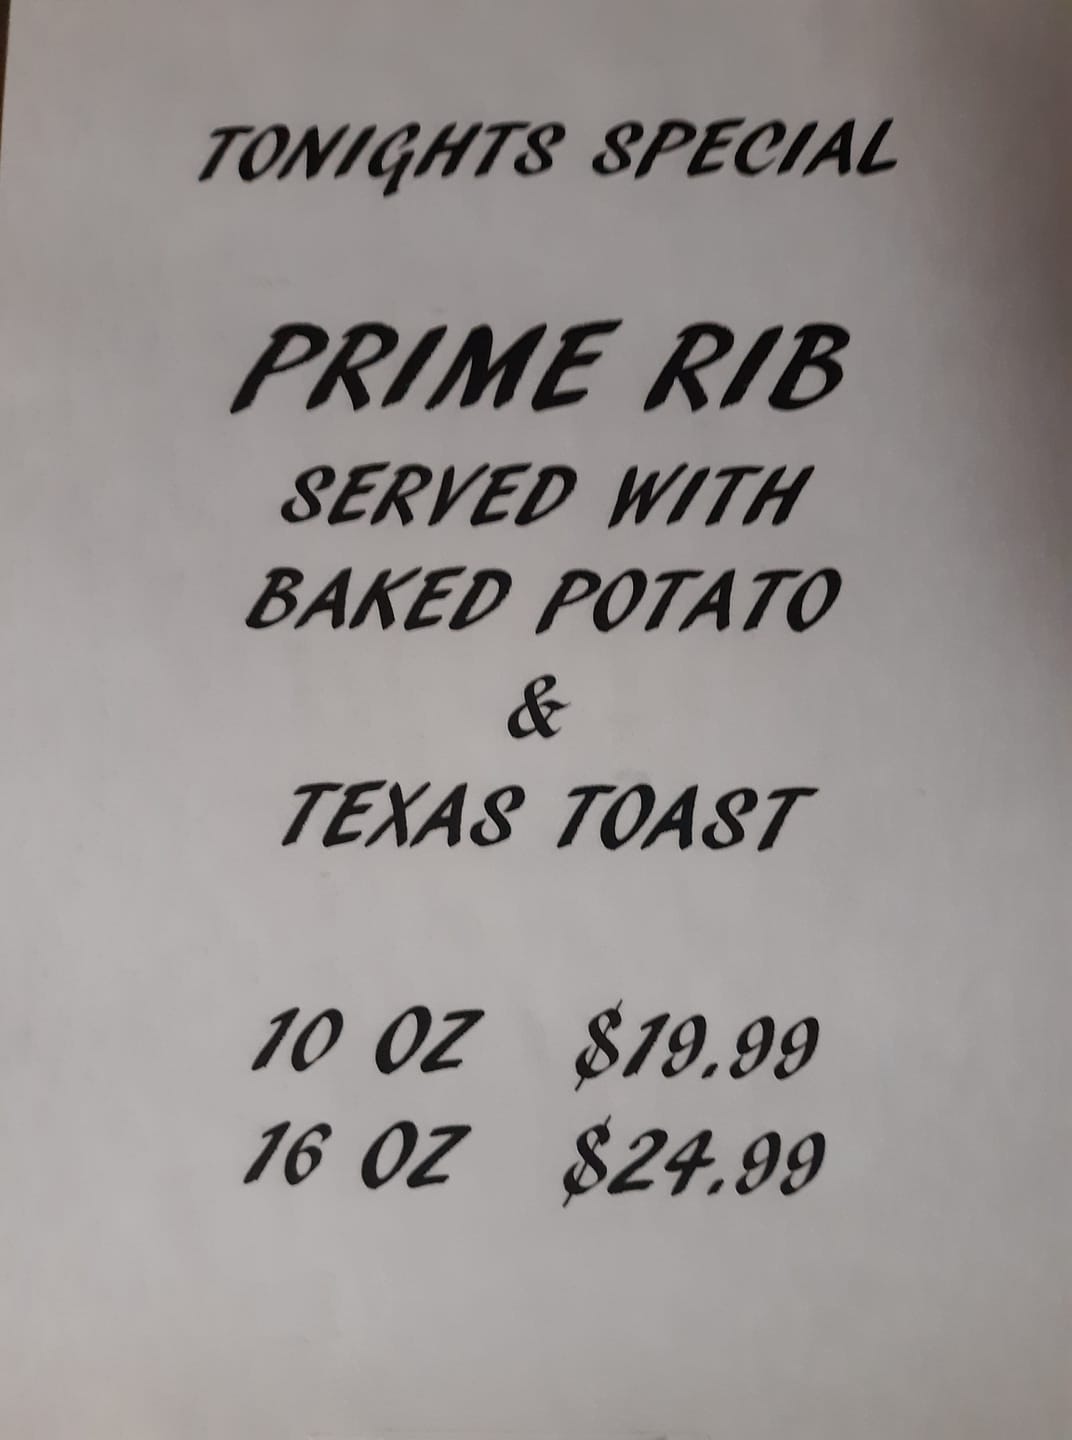 TONIGHTS SPECIAL
PRIME RIB
SERVED WITH
BAKED POTATO
&
TEXAS TOAST
10 OZ $19.99
16 OZ $24.99